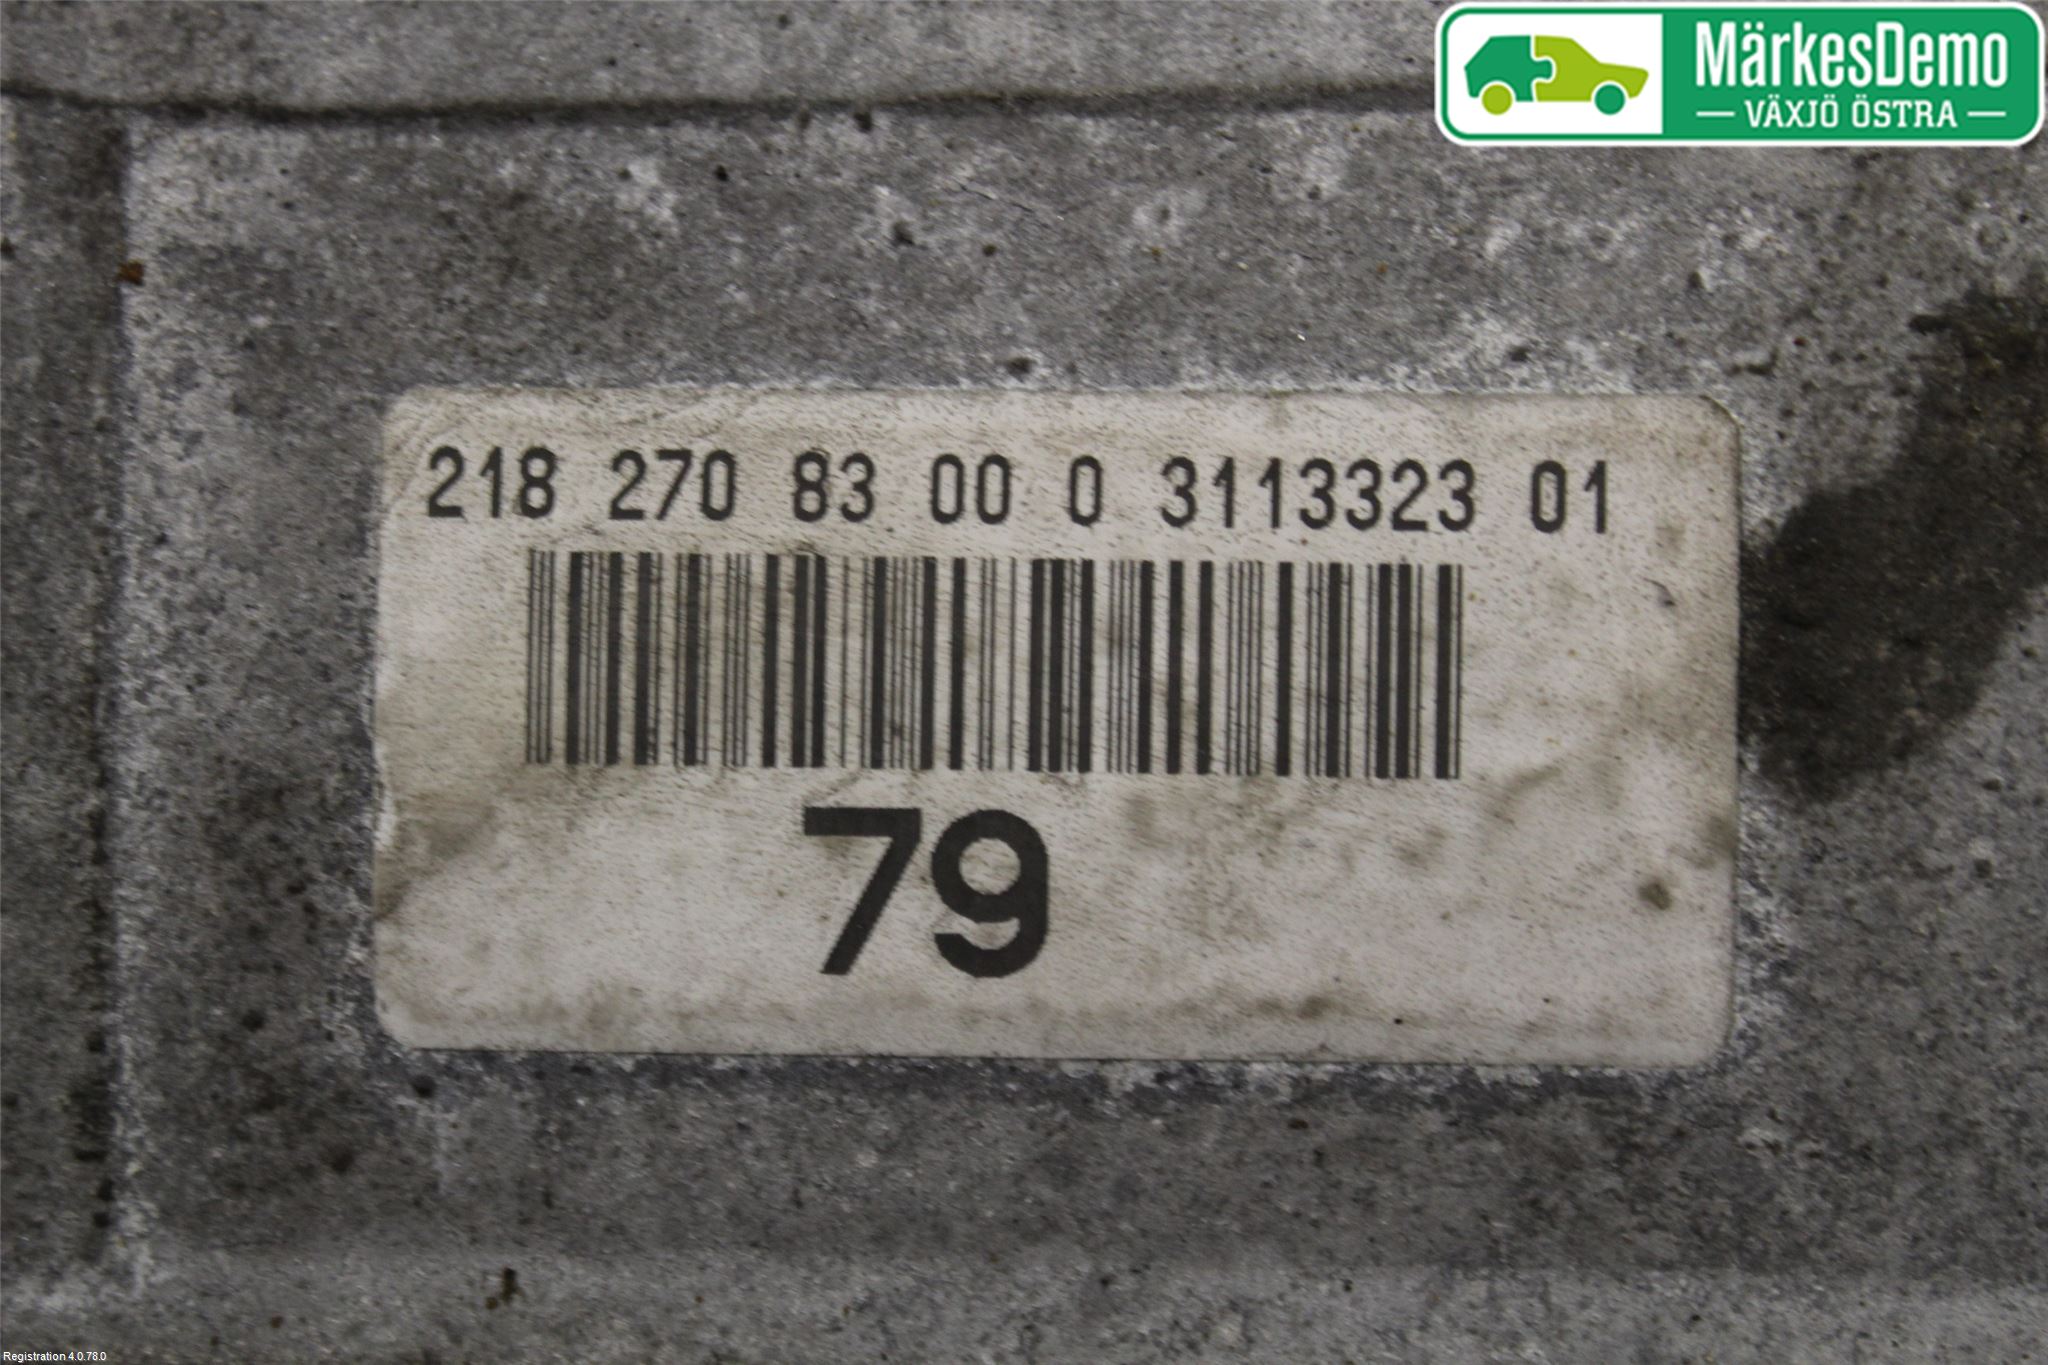 MärkesDemo
— VÄXJÖ ÖSTRA —
218 270 83 00 0 3113323 01
79
Registration 4.0.78.0